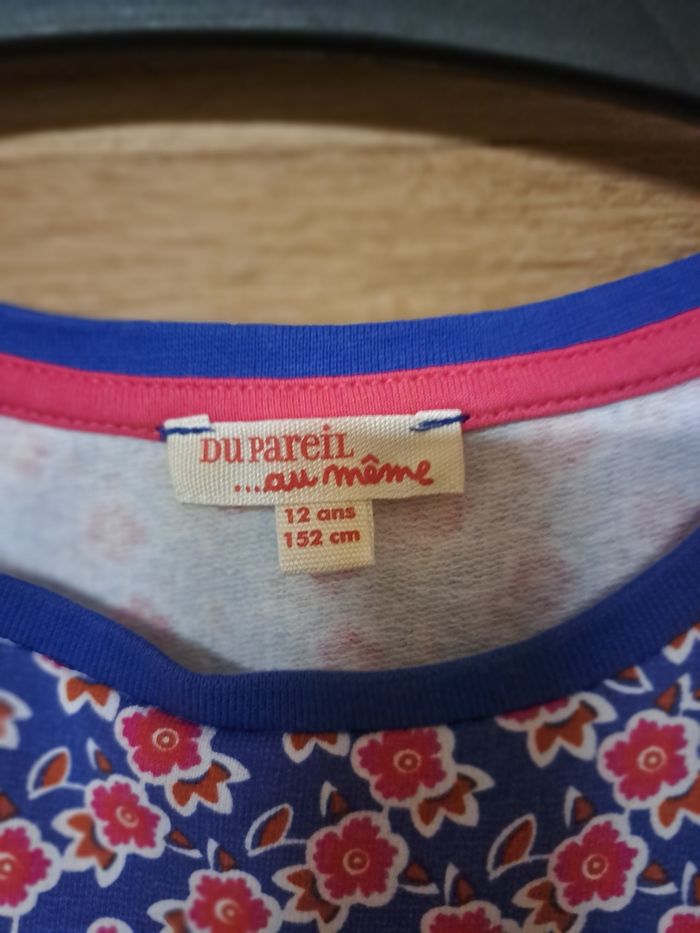 DU PAREIL
...au même
12 ans
152 cm